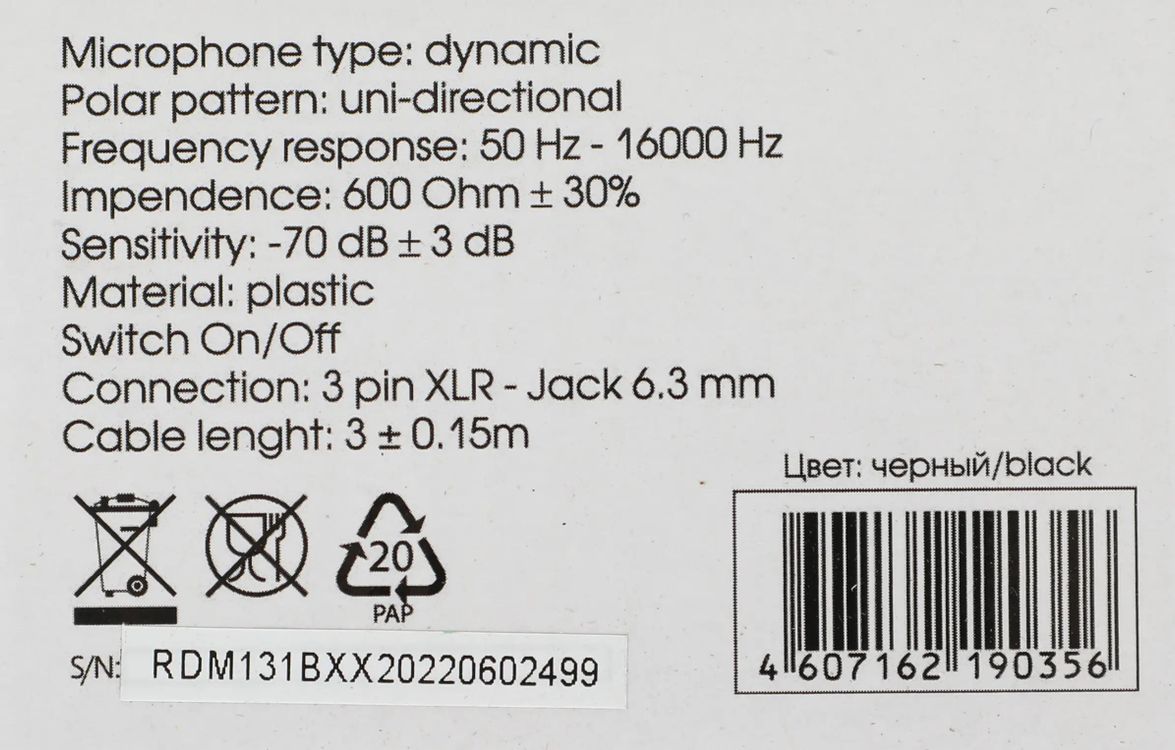 Microphone type: dynamic
Polar pattern: uni-directional
Frequency response: 50 Hz - 16000 Hz
Impendence: 600 Ohm ± 30%
Sensitivity: -70 dB ± 3 dB
Material: plastic
Switch On/Off
Connection: 3 pin XLR - Jack 6.3 mm
Cable lenght: 3 ± 0.15m
Цвет: черный/black
20
PAP
S/N: RDM131BXX20220602499
4 607162 190356